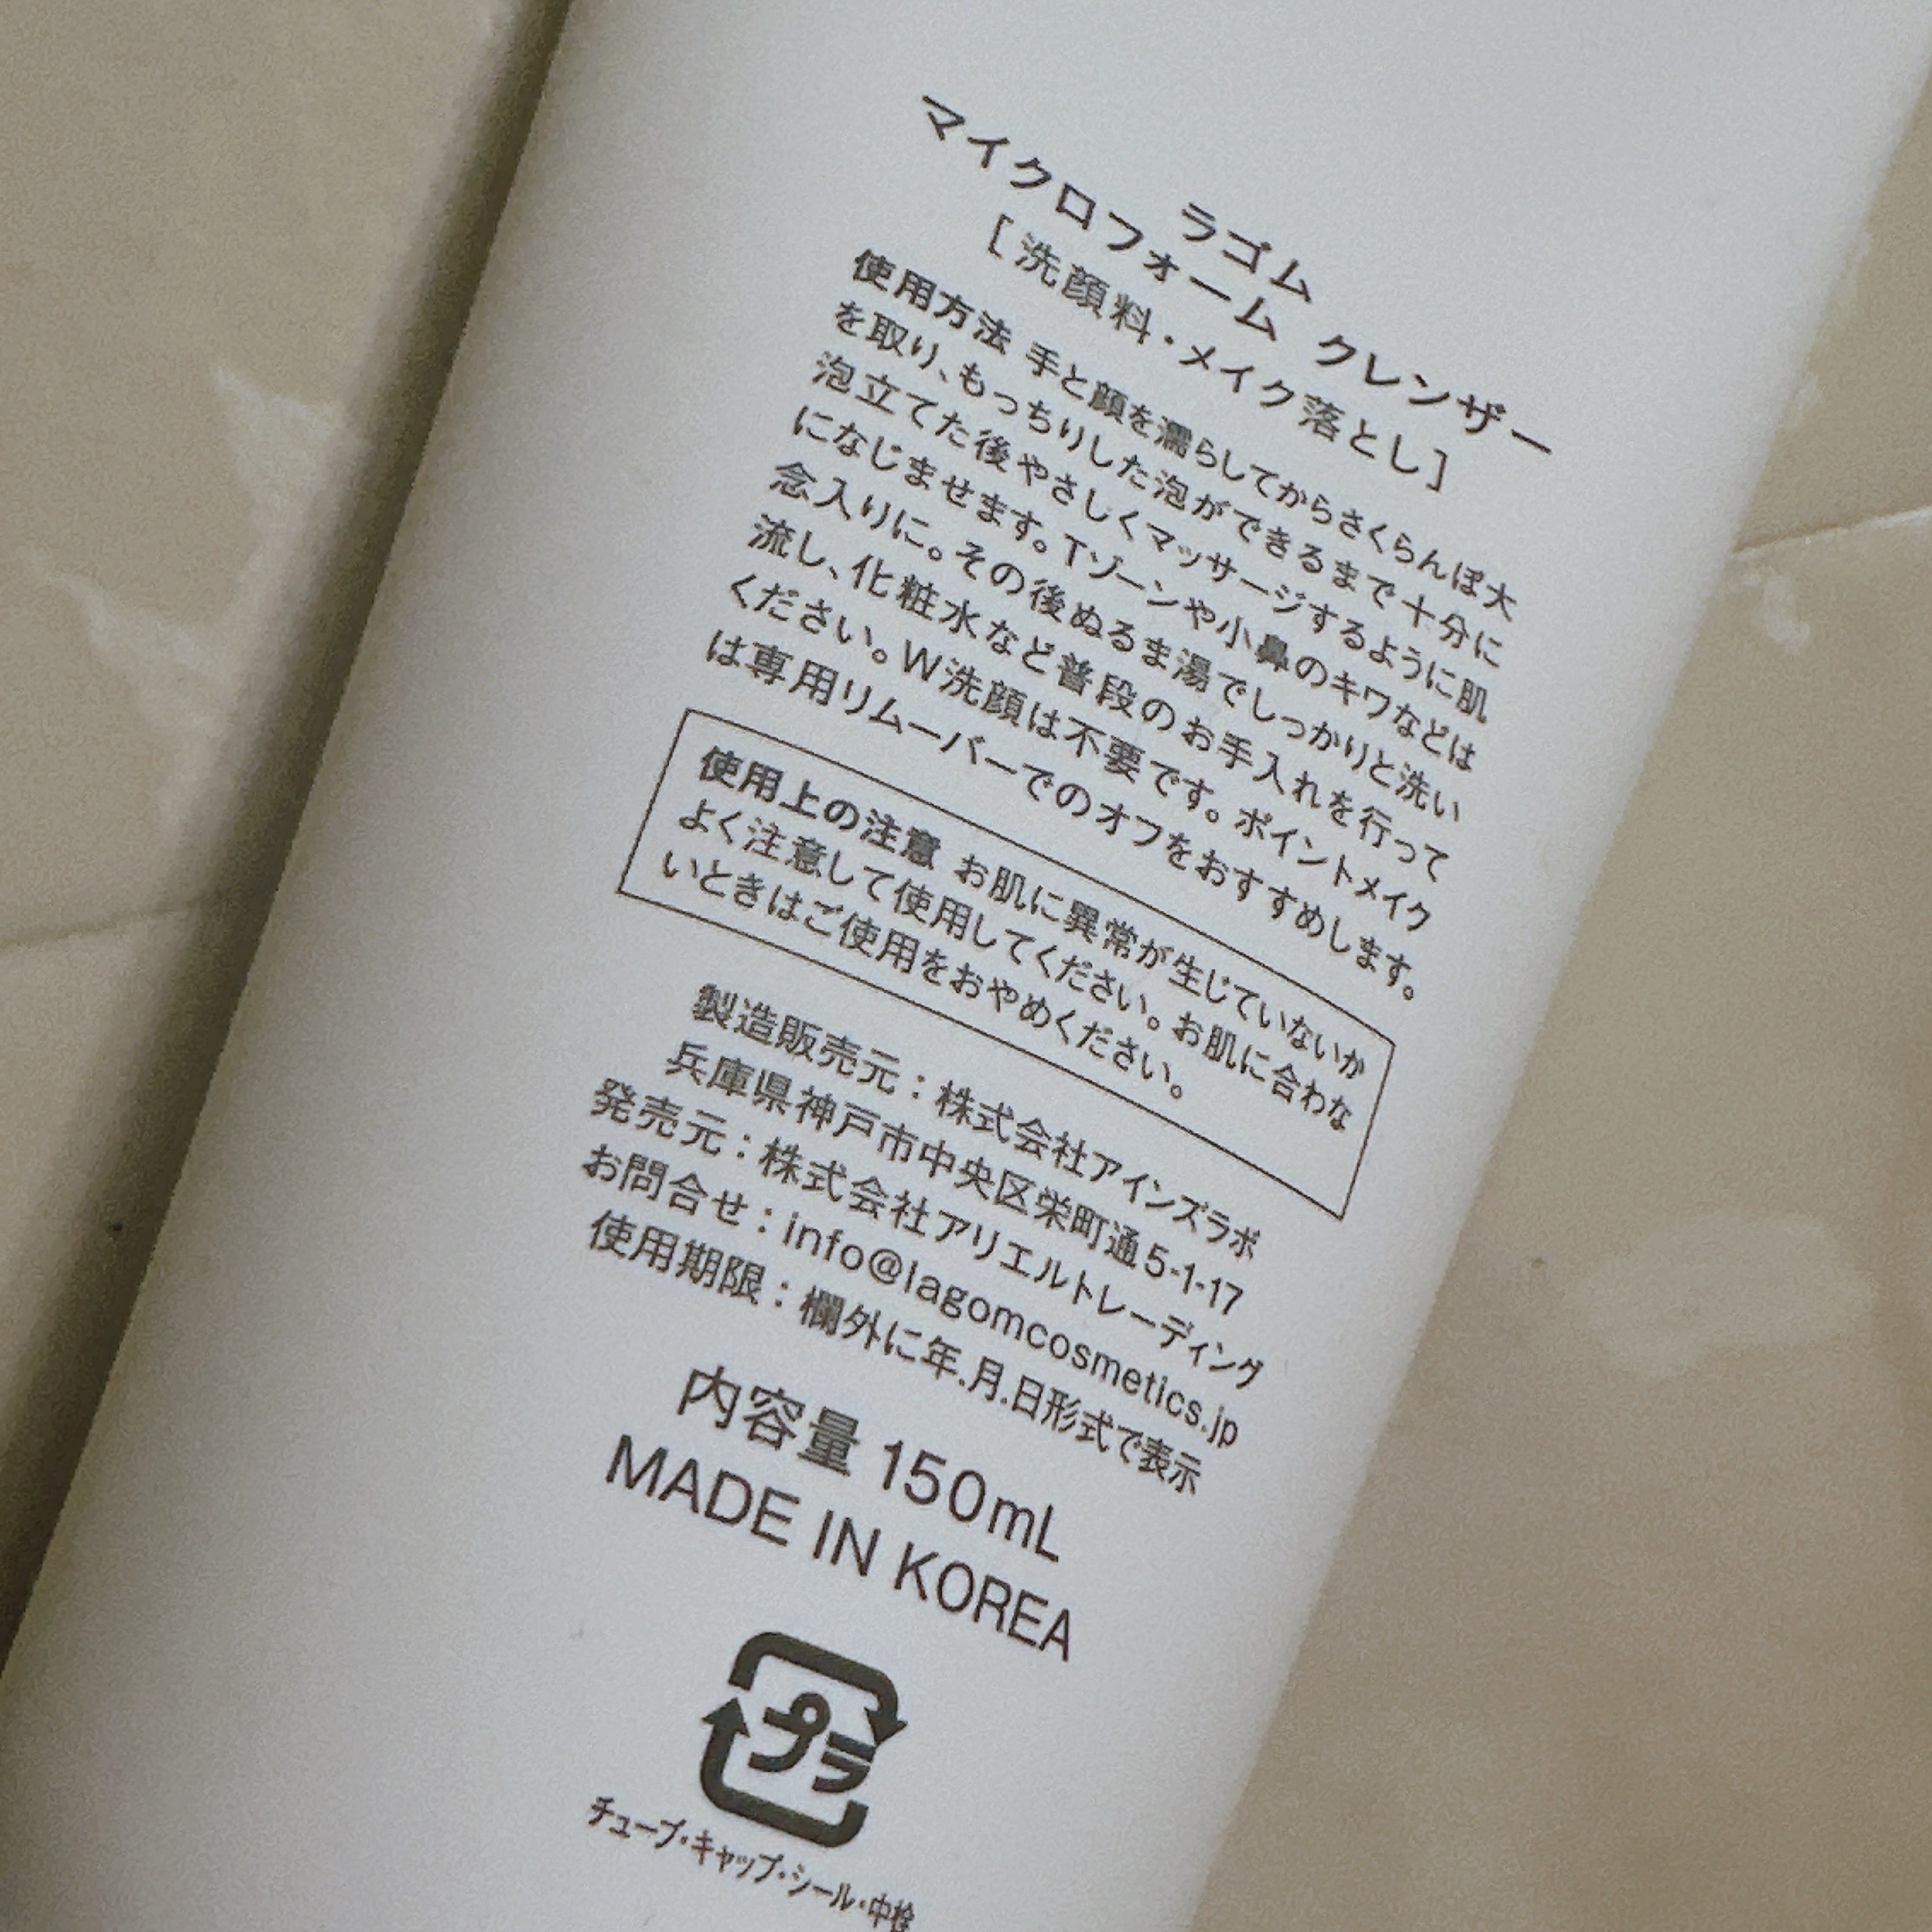 ラゴム
マイクロフォーム クレンザー
[ 洗顔料・メイク落とし ]
使用方法 手と顔を濡らしてからさくらんぼ大
を取り、もっちりした泡ができるまで十分に
泡立てた後やさしくマッサージするように肌
になじませます。Tゾーンや小鼻のキワなどは
念入りに。その後ぬるま湯でしっかりと洗い
流し、化粧水など普段のお手入れを行って
ください。W洗顔は不要です。ポイントメイク
は専用リムーバーでのオフをおすすめします。
使用上の注意 お肌に異常が生じていないか
よく注意して使用してください。お肌に合わな
いときはご使用をおやめください。
製造販売元：株式会社アインズラボ
兵庫県神戸市中央区栄町通5-1-17
発売元：株式会社アリエルトレーディング
お問合せ：info@lagomcosmetics.jp
使用期限：欄外に年.月.日形式で表示
内容量 150mL
MADE IN KOREA
プラ
チューブ・キャップ・シール・中栓